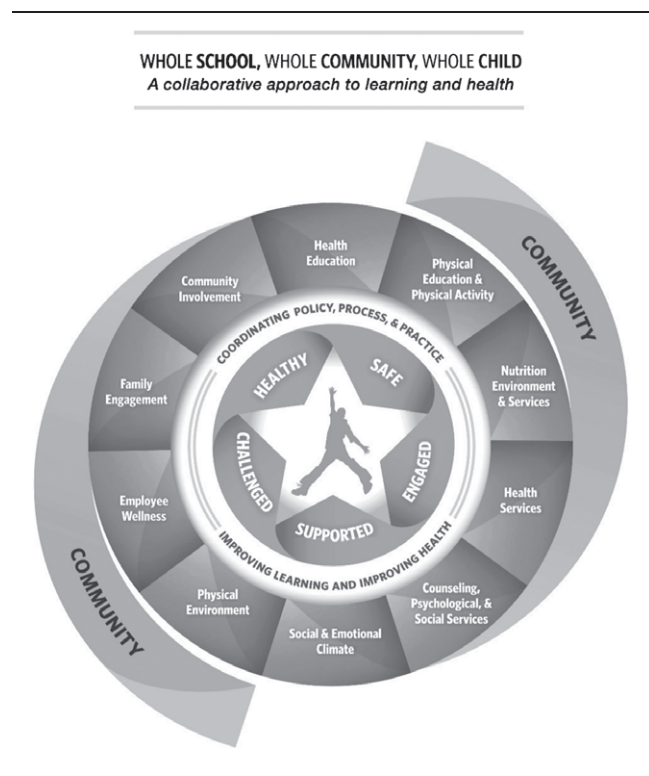 WHOLE SCHOOL, WHOLE COMMUNITY, WHOLE CHILD
A collaborative approach to learning and health
COMMUNITY
Health
Education
Physical
Education &
Physical Activity
Nutrition
Environment
& Services
Health
Services
Counseling,
Psychological, &
Social Services
Social & Emotional
Climate
Physical
Environment
Employee
Wellness
Family
Engagement
Community
Involvement
COORDINATING POLICY, PROCESS, & PRACTICE
IMPROVING LEARNING AND IMPROVING HEALTH
HEALTHY
SAFE
ENGAGED
SUPPORTED
CHALLENGED
COMMUNITY